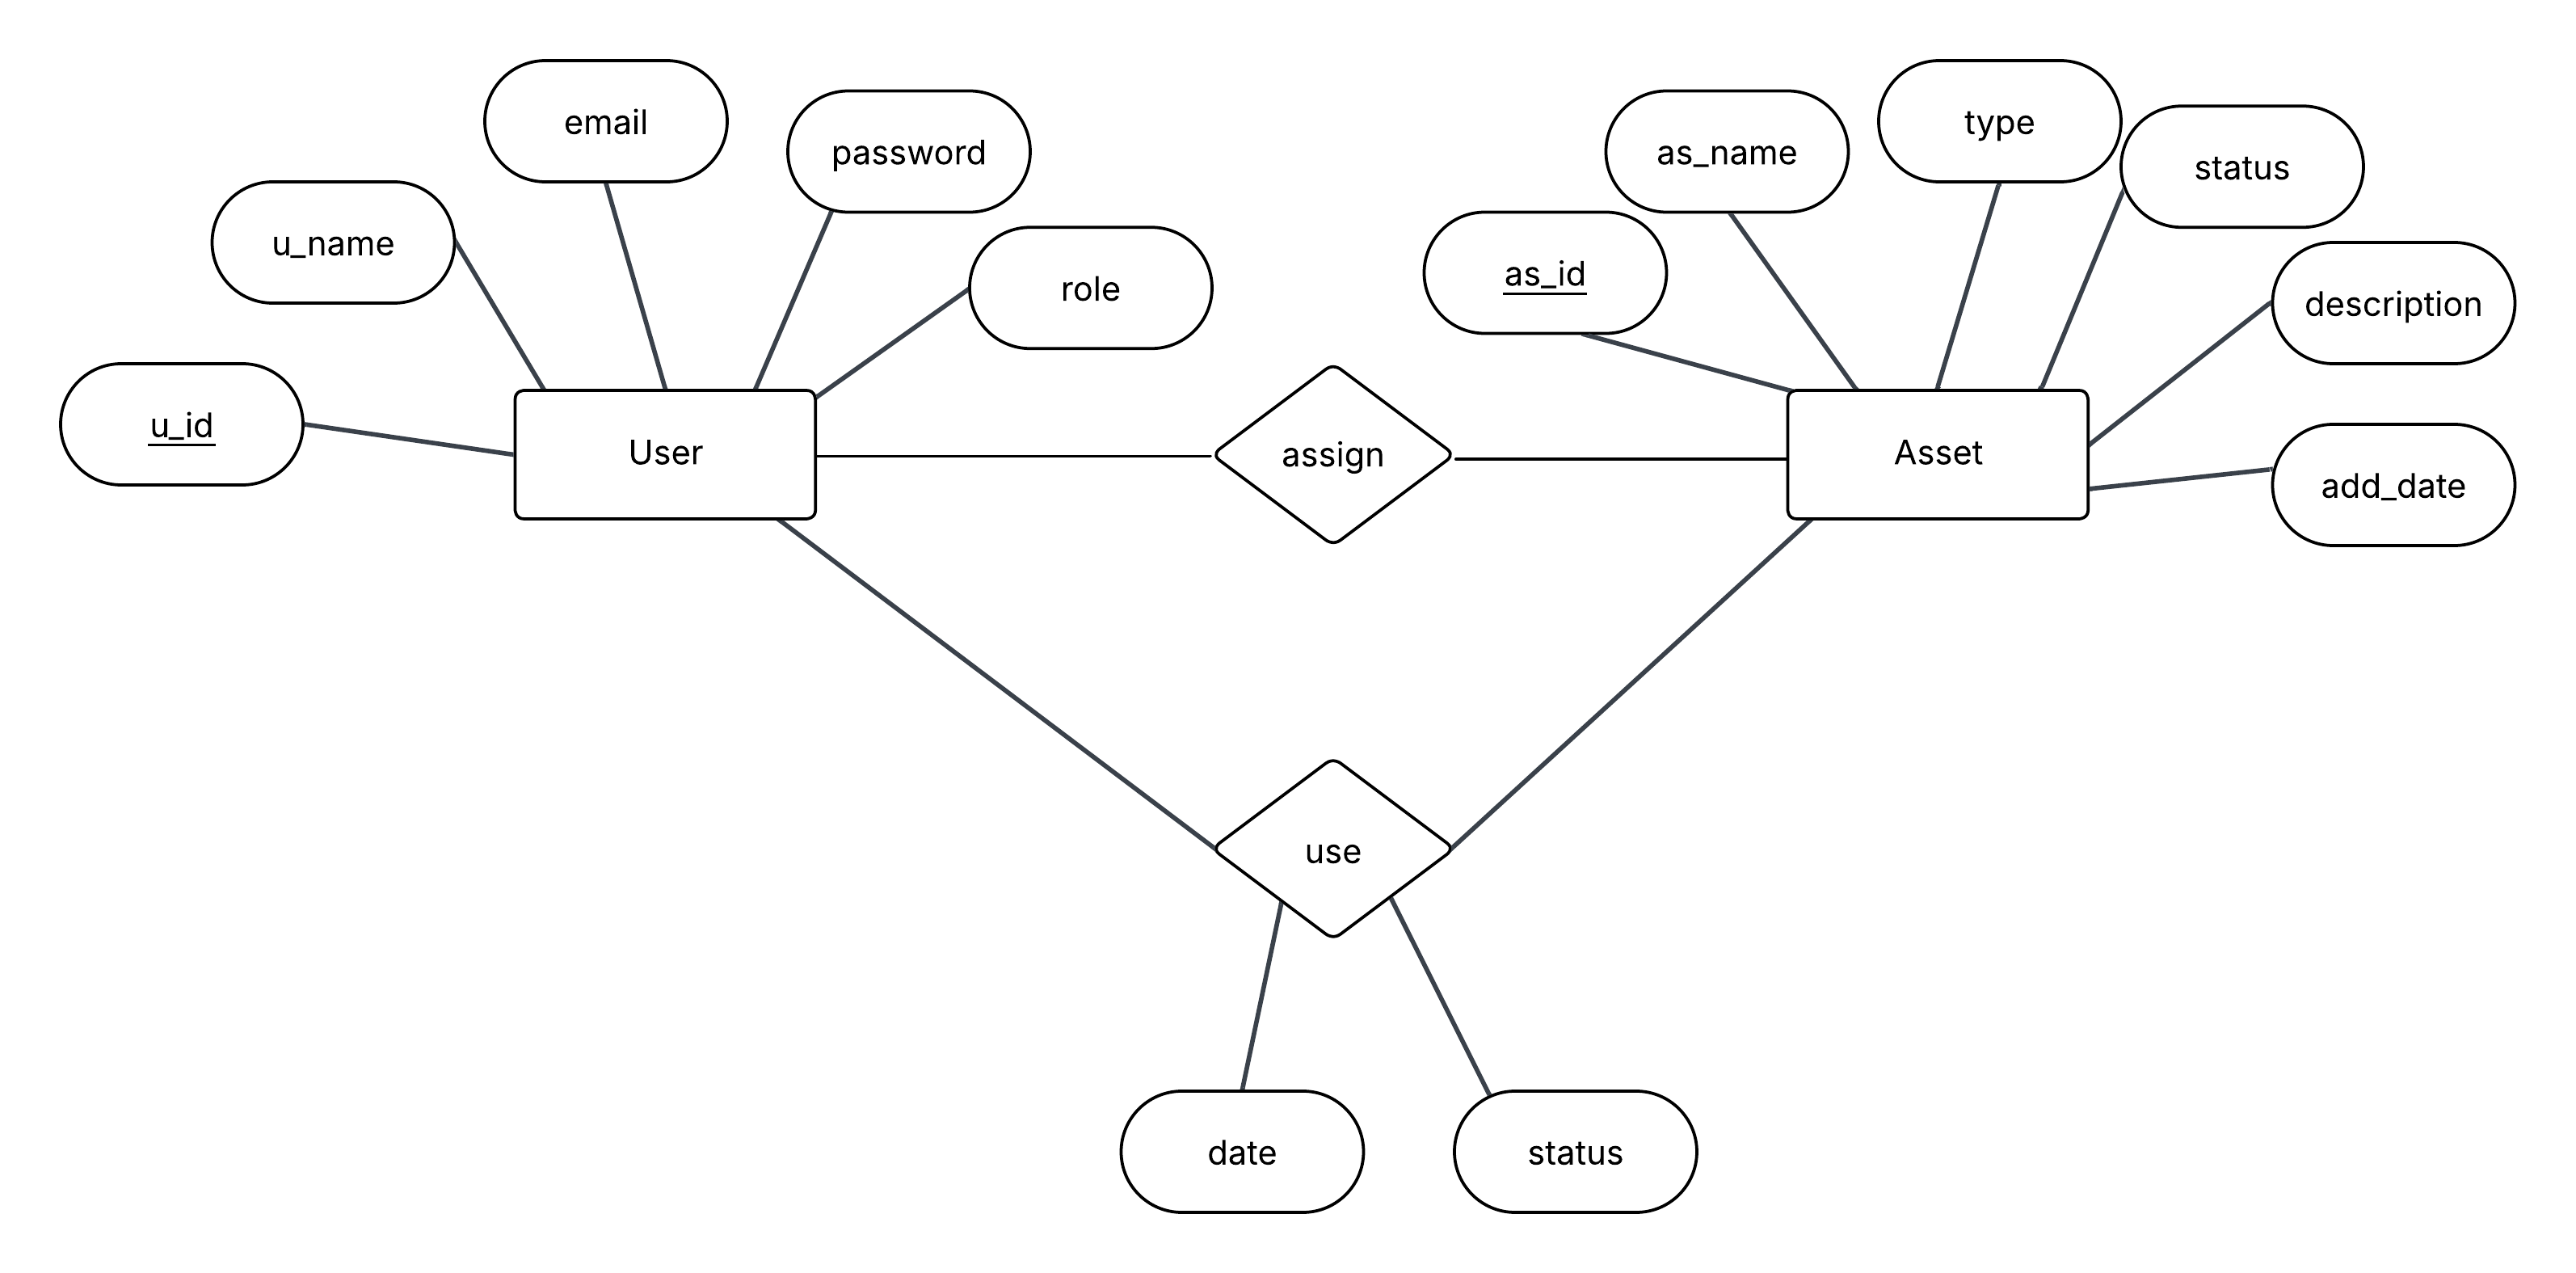 email
type
password
as_name
status
u_name
as_id
role
description
u_id
User
assign
Asset
add_date
use
date
status